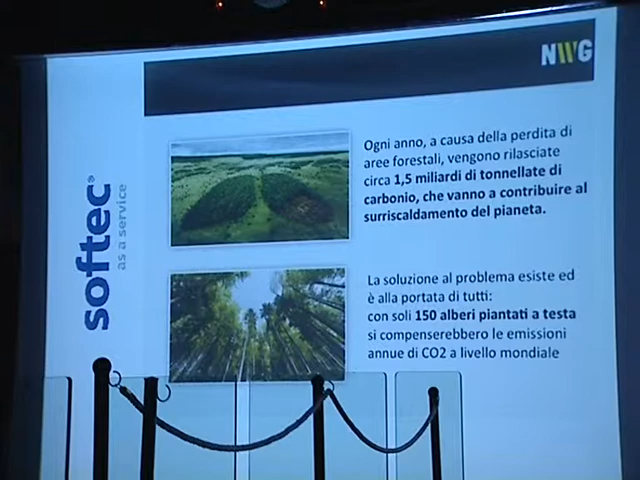 NWG
softec®
as a service
Ogni anno, a causa della perdita di
aree forestali, vengono rilasciate
circa 1,5 miliardi di tonnellate di
carbonio, che vanno a contribuire al
surriscaldamento del pianeta.
La soluzione al problema esiste ed
è alla portata di tutti:
con soli 150 alberi piantati a testa
si compenserebbero le emissioni
annue di CO2 a livello mondiale